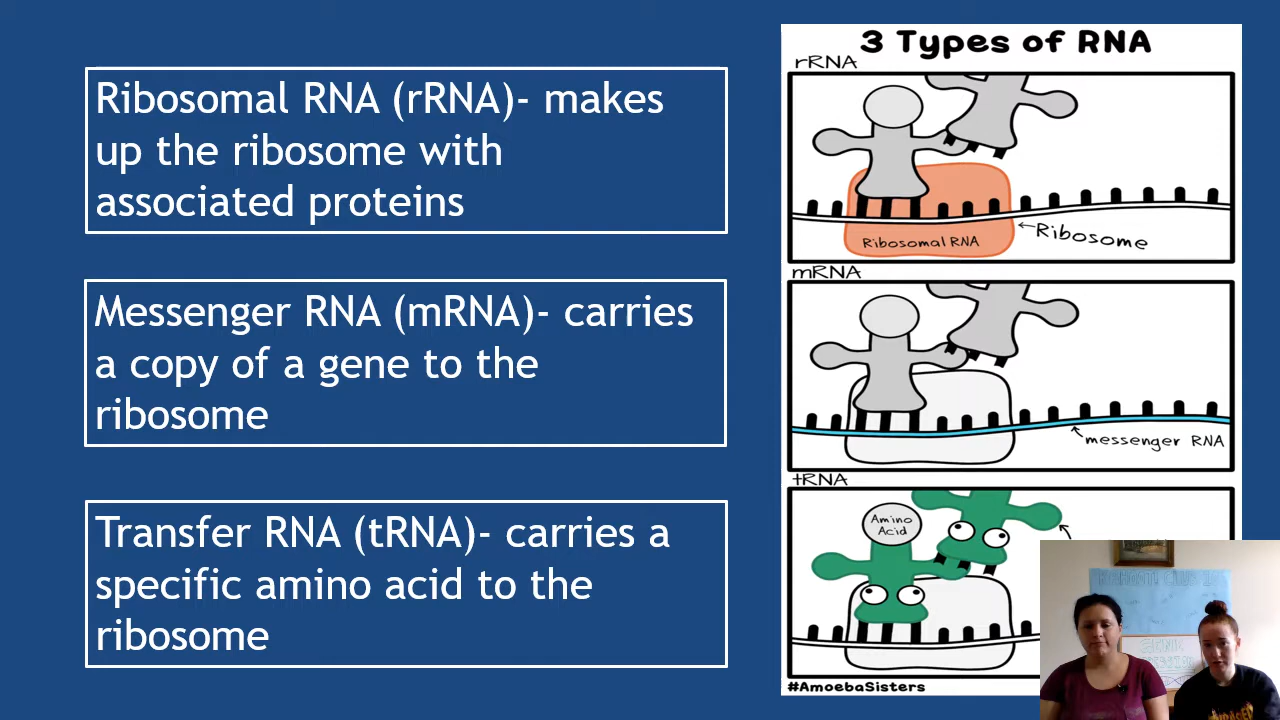 Ribosomal RNA (rRNA)- makes
up the ribosome with
associated proteins
Messenger RNA (mRNA)- carries
a copy of a gene to the
ribosome
Transfer RNA (tRNA)- carries a
specific amino acid to the
ribosome
3 Types of RNA
rRNA
Ribosomal RNA
←Ribosome
mRNA
messenger RNA
tRNA
Amino
Acid
#AmoebaSisters